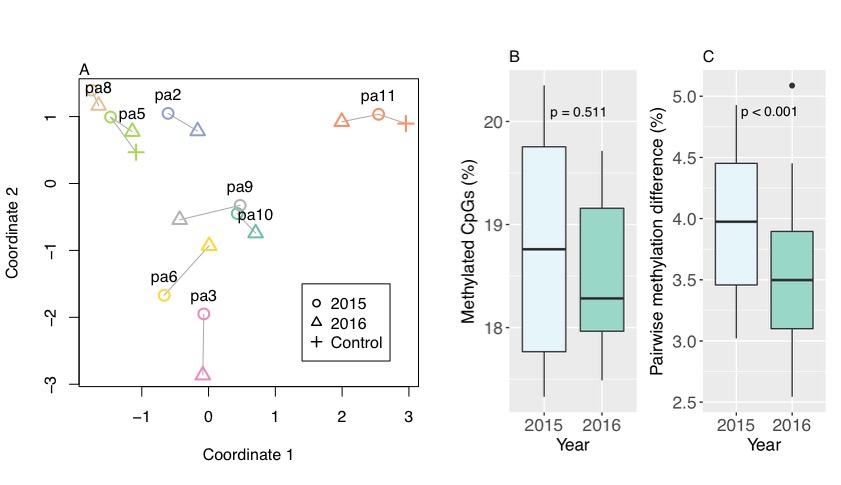 A
pa8
pa5
pa2
pa11
pa9
pa10
pa6
pa3
1
0
−1
−2
−3
Coordinate 2
2015
2016
Control
−1
0
1
2
3
Coordinate 1
B
p = 0.511
20
19
18
Methylated CpGs (%)
2015
2016
Year
C
p < 0.001
5.0
4.5
4.0
3.5
3.0
2.5
Pairwise methylation difference (%)
2015
2016
Year